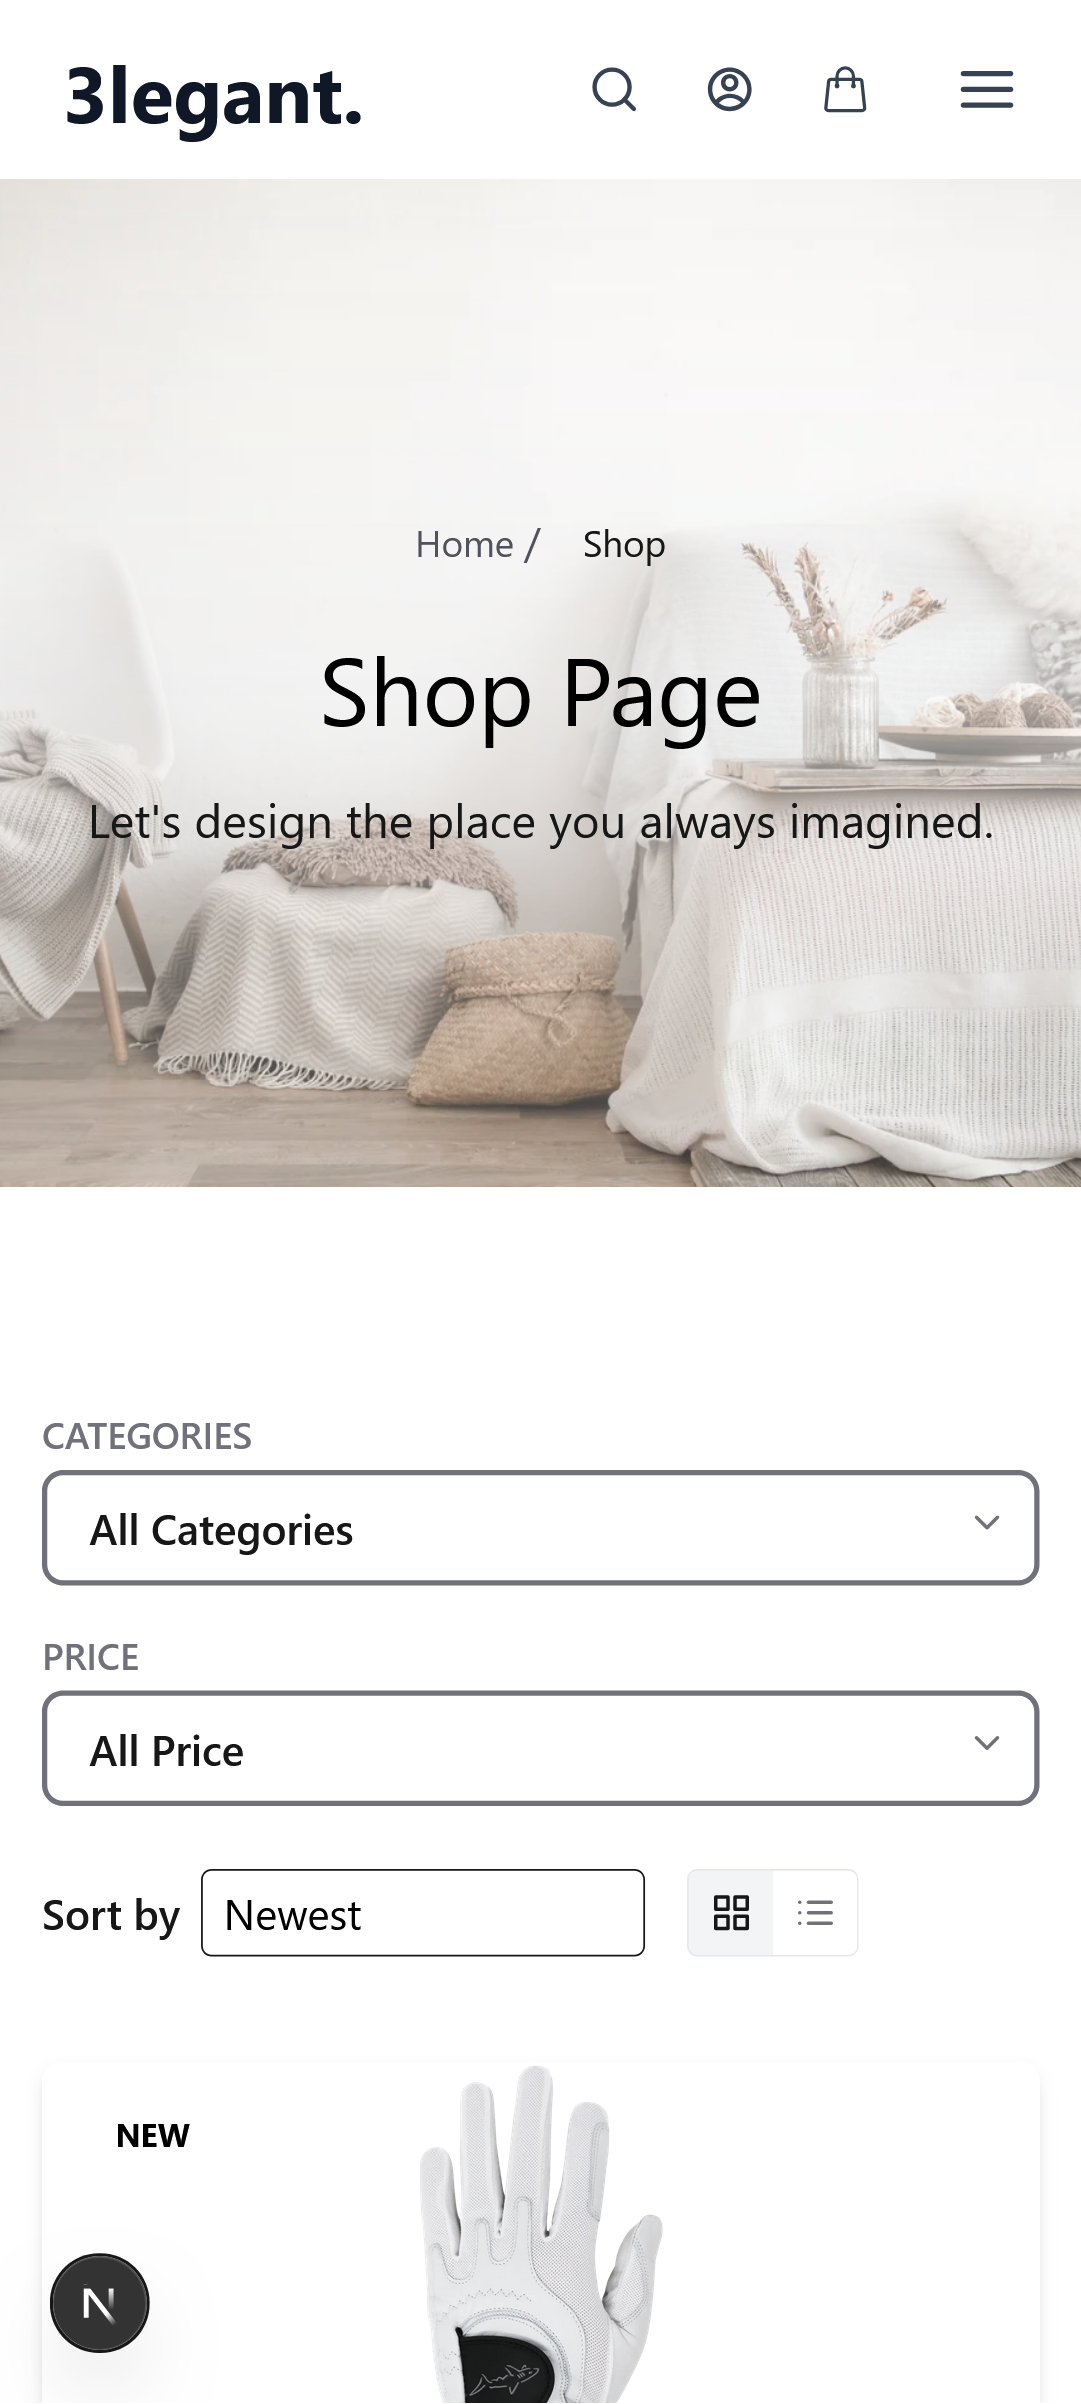 3legant.
Home / Shop
Shop Page
Let's design the place you always imagined.
CATEGORIES
All Categories
PRICE
All Price
Sort by Newest
NEW
N